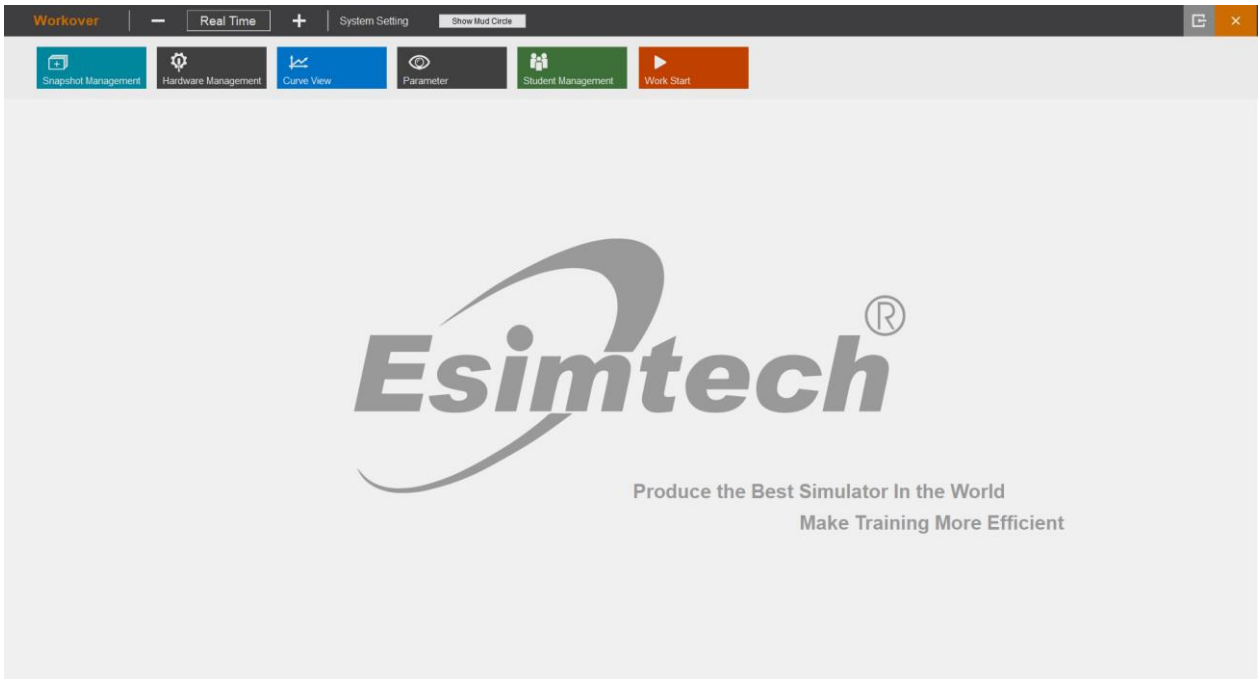 Workover Real Time System Setting Show Mud Circle
Snapshot Management Hardware Management Curve View Parameter Student Management Work Start
Esimtech®
Produce the Best Simulator In the World
Make Training More Efficient